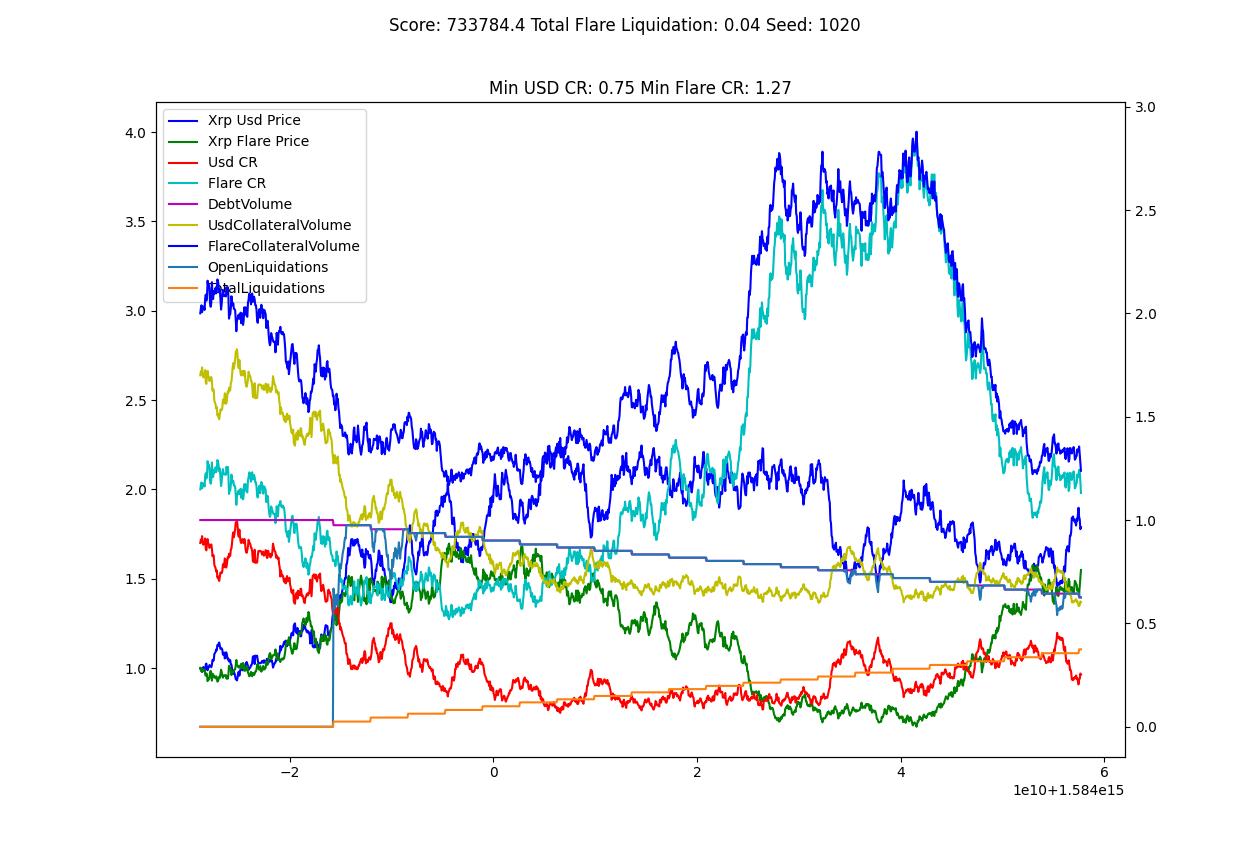 Score: 733784.4 Total Flare Liquidation: 0.04 Seed: 1020
Min USD CR: 0.75 Min Flare CR: 1.27
Xrp Usd Price
Xrp Flare Price
Usd CR
Flare CR
DebtVolume
UsdCollateralVolume
FlareCollateralVolume
OpenLiquidations
TotalLiquidations
4.0
3.5
3.0
2.5
2.0
1.5
1.0
3.0
2.5
2.0
1.5
1.0
0.5
0.0
−2
0
2
4
6
1e10+1.584e15